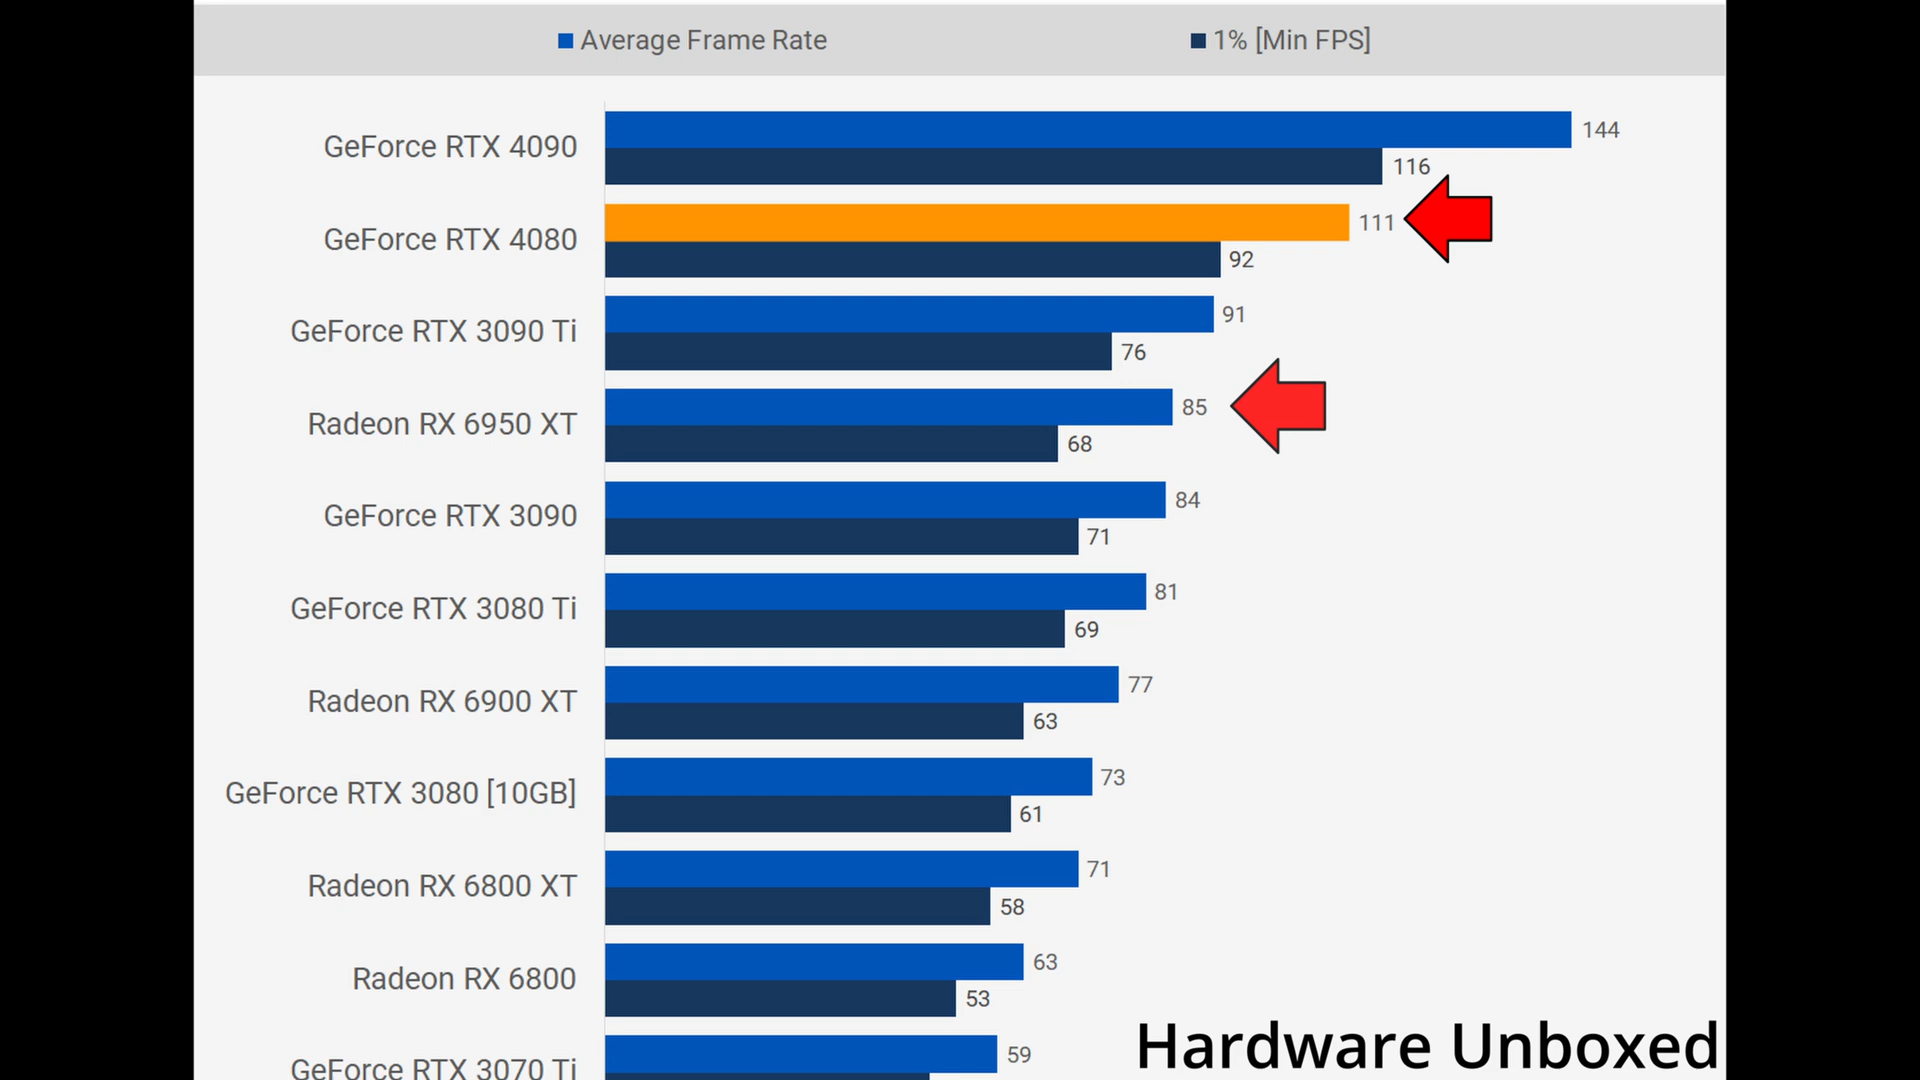 Average Frame Rate 1% [Min FPS]
GeForce RTX 4090 144
116
GeForce RTX 4080 111
92
GeForce RTX 3090 Ti 91
76
Radeon RX 6950 XT 85
68
GeForce RTX 3090 84
71
GeForce RTX 3080 Ti 81
69
Radeon RX 6900 XT 77
63
GeForce RTX 3080 [10GB] 73
61
Radeon RX 6800 XT 71
58
Radeon RX 6800 63
53
GeForce RTX 3070 Ti 59
Hardware Unboxed